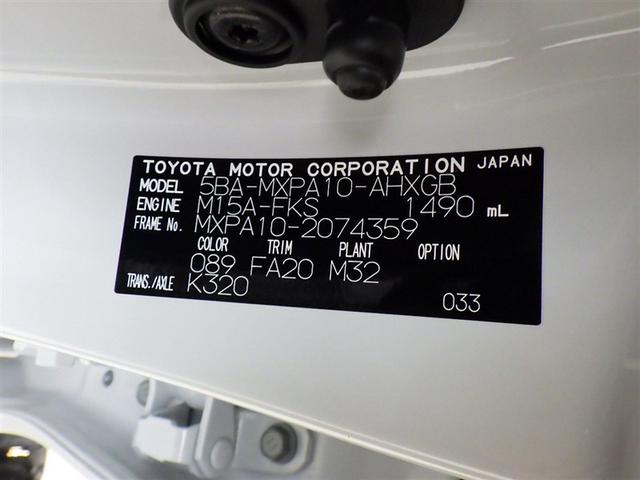 TOYOTA MOTOR CORPORATION JAPAN
MODEL 5BA-MXPA10-AHXGB
ENGINE M15A-FKS 1490 mL
FRAME No. MXPA10-2074359
COLOR TRIM PLANT OPTION
089 FA20 M32
TRANS./AXLE K320
033